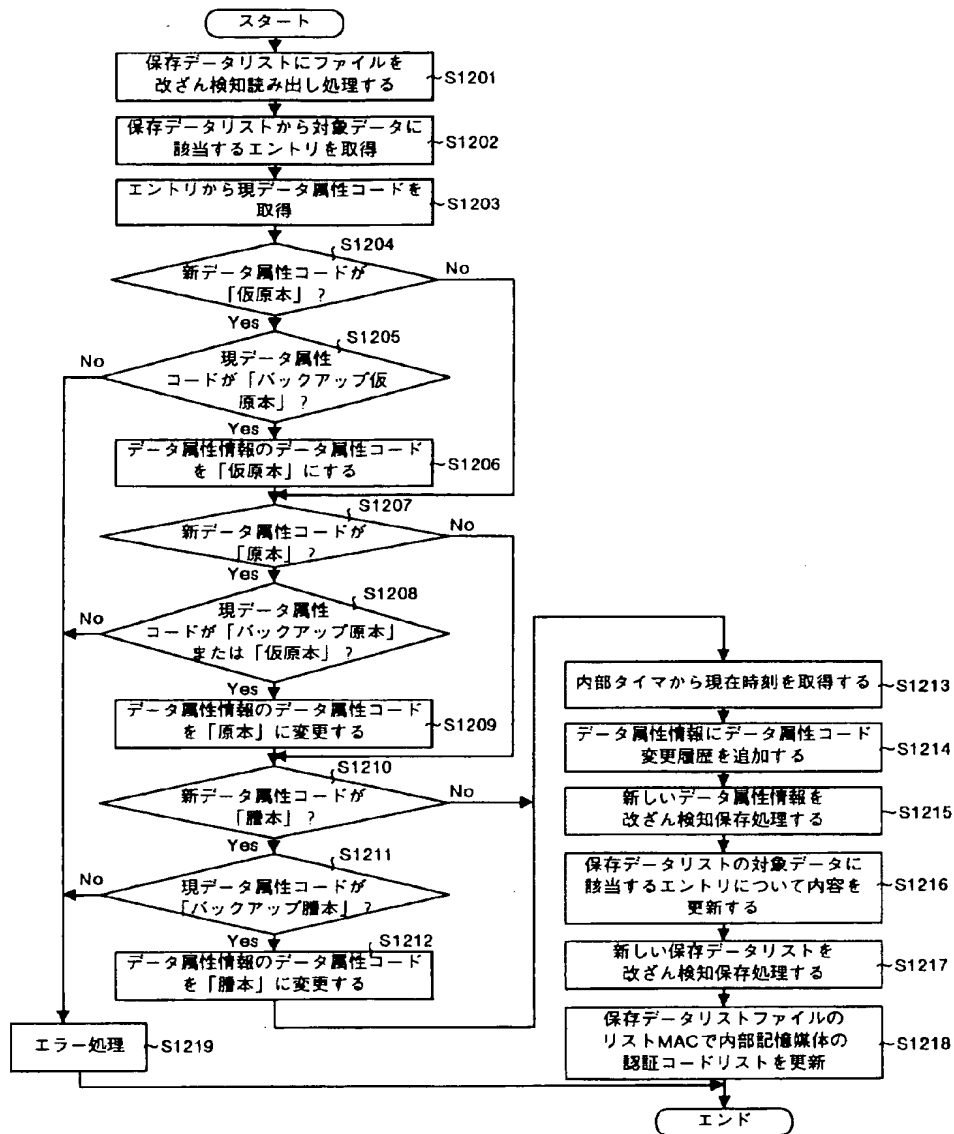 スタート
保存データリストにファイルを
改ざん検知読み出し処理する
S1201
保存データリストから対象データに
該当するエントリを取得
S1202
エントリから現データ属性コードを
取得
S1203
S1204
新データ属性コードが
「仮原本」?
No
Yes
S1205
現データ属性
コードが「バックアップ仮
原本」?
No
Yes
データ属性情報のデータ属性コード
を「仮原本」にする
S1206
S1207
新データ属性コードが
「原本」?
No
Yes
S1208
現データ属性
コードが「バックアップ原本」
または「仮原本」?
No
Yes
データ属性情報のデータ属性コード
を「原本」に変更する
S1209
S1210
新データ属性コードが
「謄本」?
No
Yes
S1211
現データ属性コードが
「バックアップ謄本」?
No
Yes
S1212
データ属性情報のデータ属性コード
を「謄本」に変更する
エラー処理
S1219
内部タイマから現在時刻を取得する
S1213
データ属性情報にデータ属性コード
変更履歴を追加する
S1214
新しいデータ属性情報を
改ざん検知保存処理する
S1215
保存データリストの対象データに
該当するエントリについて内容を
更新する
S1216
新しい保存データリストを
改ざん検知保存処理する
S1217
保存データリストファイルの
リストMACで内部記憶媒体の
認証コードリストを更新
S1218
エンド